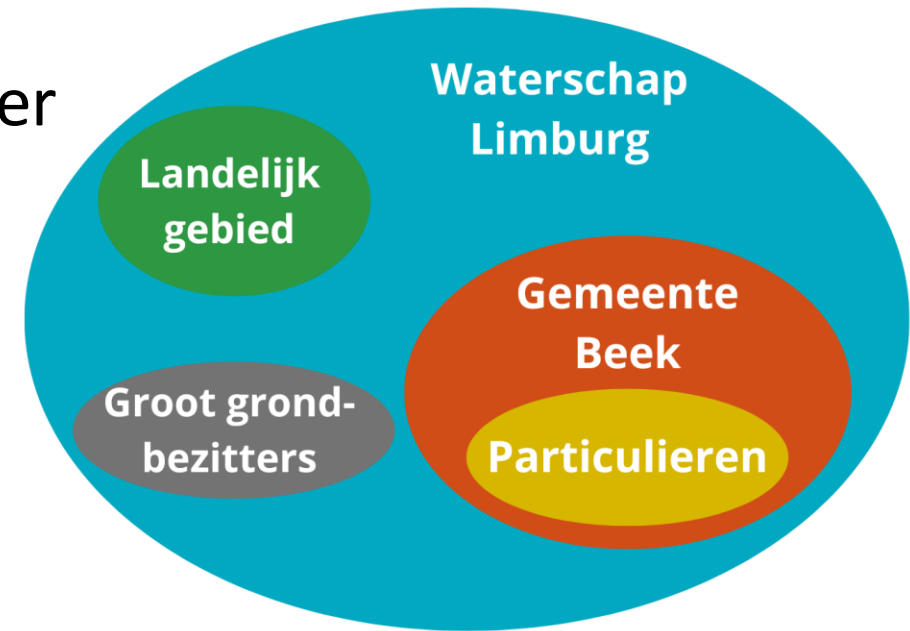 er
Waterschap
Limburg
Landelijk
gebied
Gemeente
Beek
Groot grond-
bezitters
Particulieren